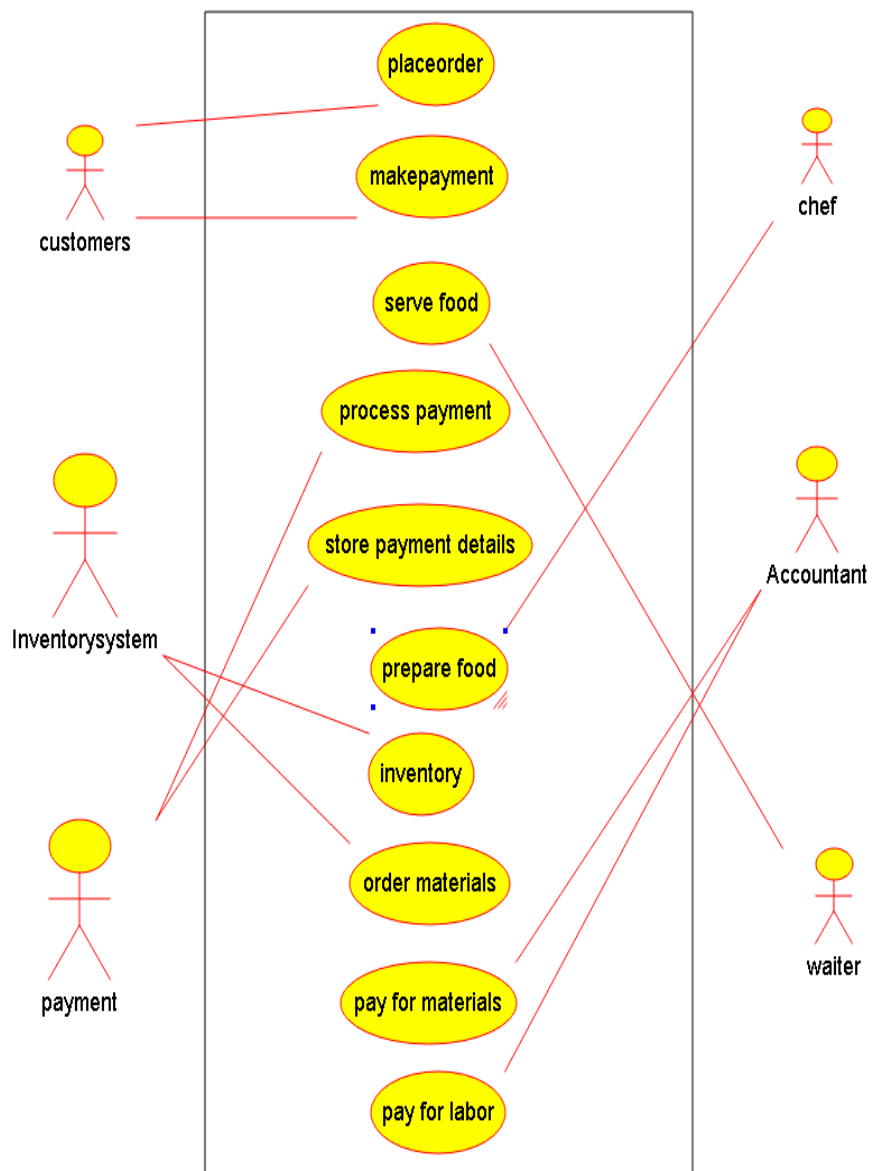 placeorder
makepayment
chef
customers
serve food
process payment
store payment details
Accountant
Inventorysystem
prepare food
inventory
order materials
waiter
payment
pay for materials
pay for labor